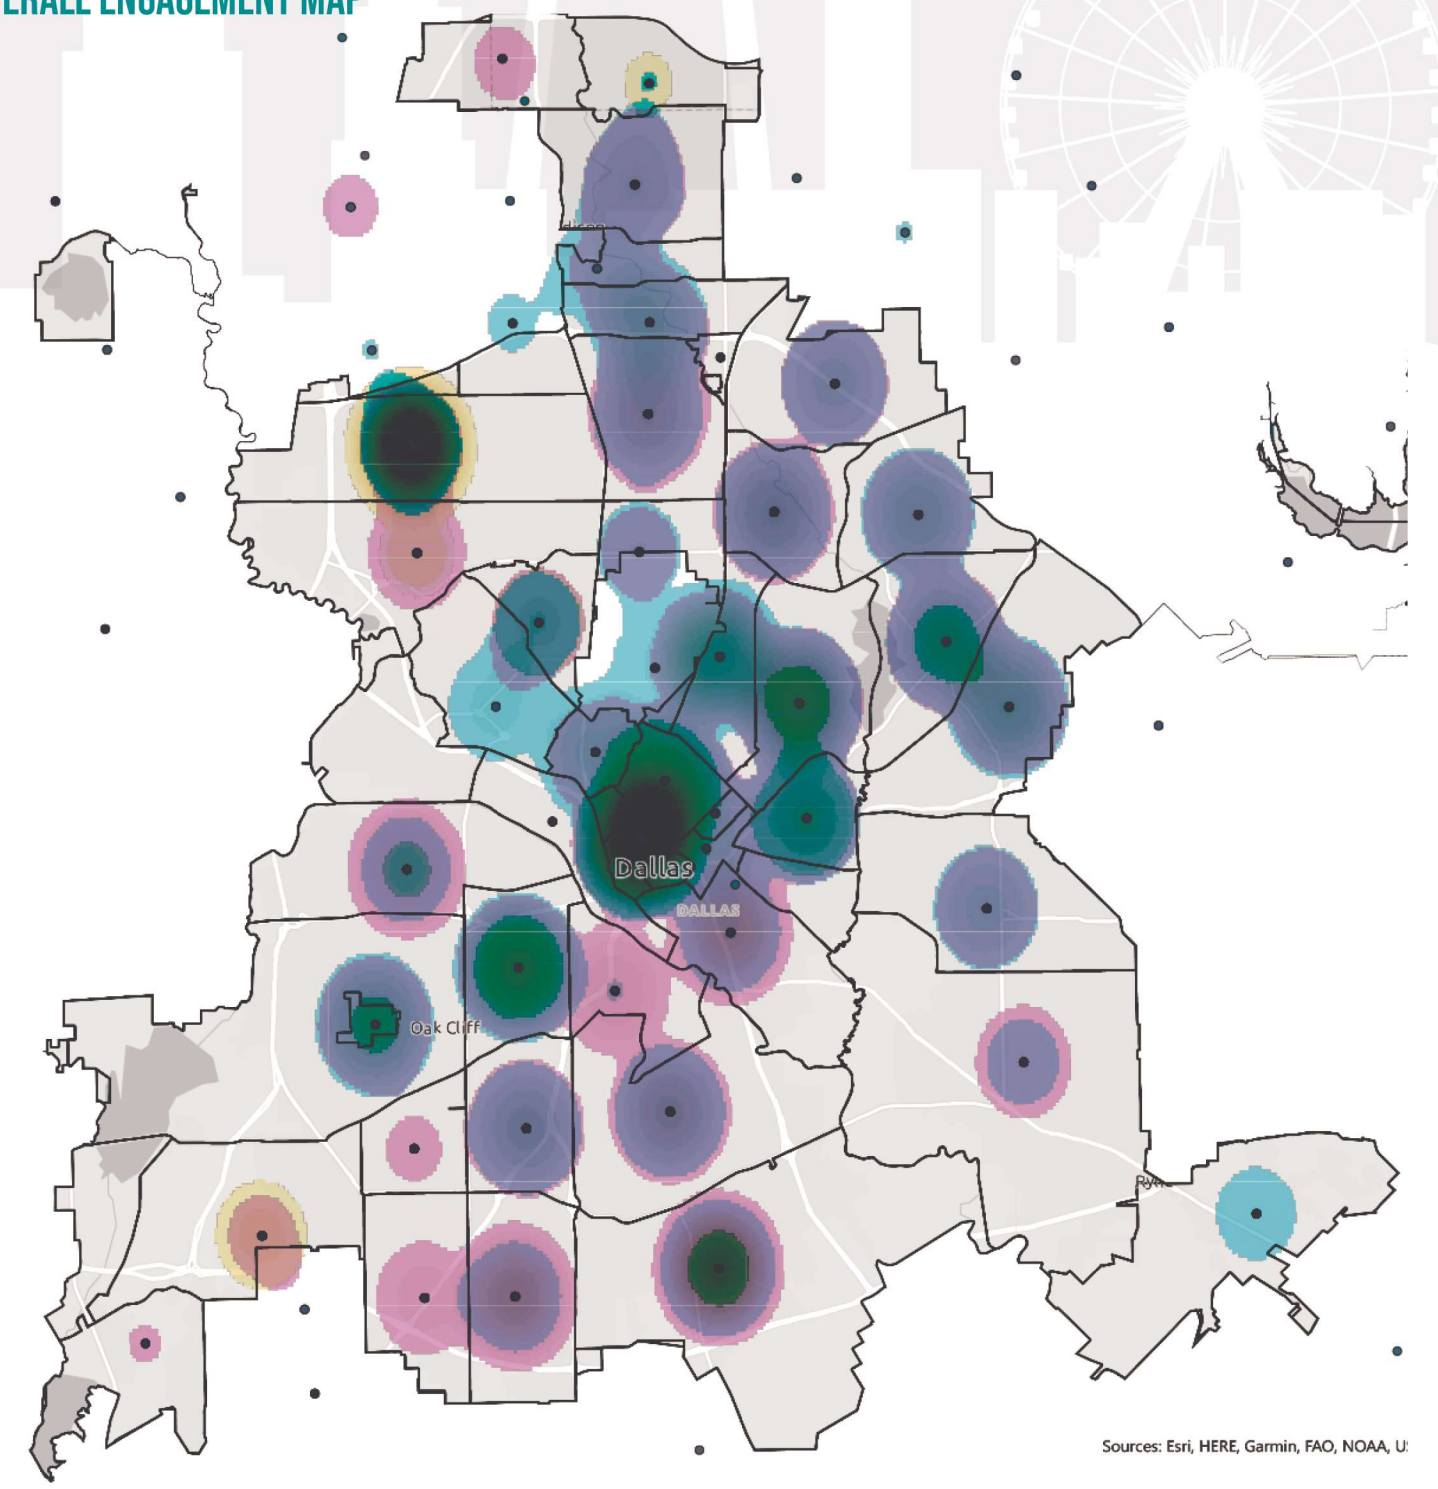 ERALL ENGAGEMENT MAP
Dallas
DALLAS
Oak Cliff
Sources: Esri, HERE, Garmin, FAO, NOAA, U